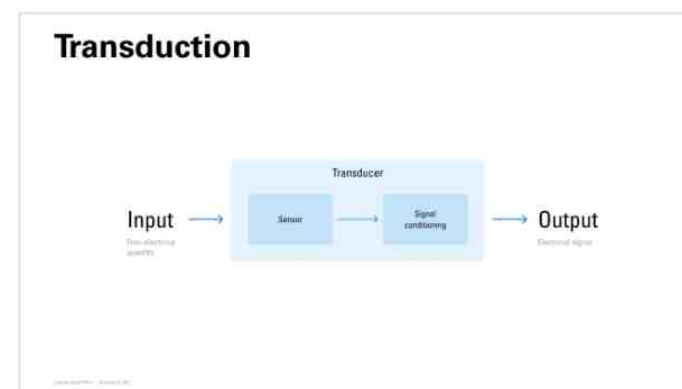 Transduction
Transducer
Input
Sensor
Signal
conditioning
Output
Non-electrical
quantity
Electrical signal